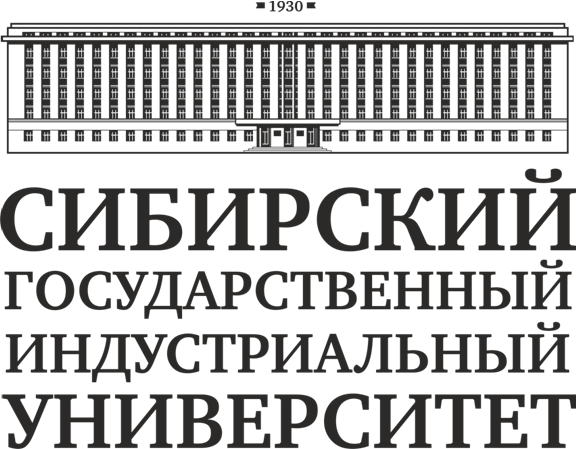 1930
СИБИРСКИЙ
ГОСУДАРСТВЕННЫЙ
ИНДУСТРИАЛЬНЫЙ
УНИВЕРСИТЕТ